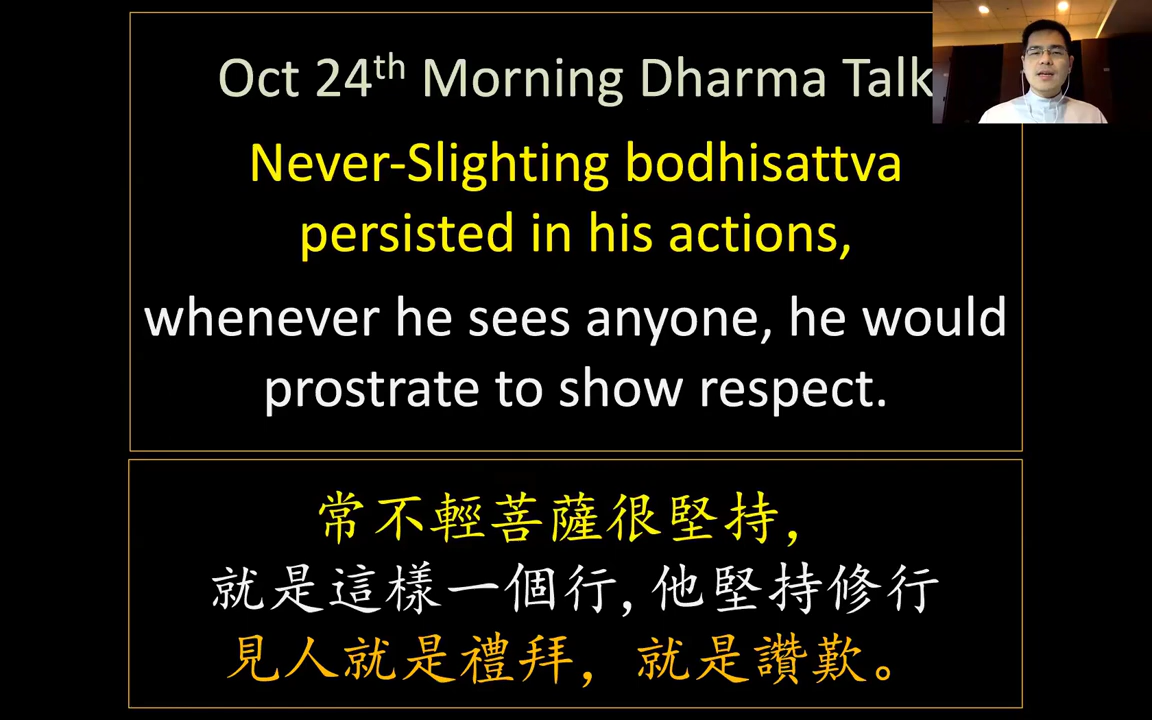 Oct 24th Morning Dharma Talk
Never-Slighting bodhisattva
persisted in his actions,
whenever he sees anyone, he would
prostrate to show respect.
常不輕菩薩很堅持，
就是這樣一個行, 他堅持修行
見人就是禮拜，就是讚歎。